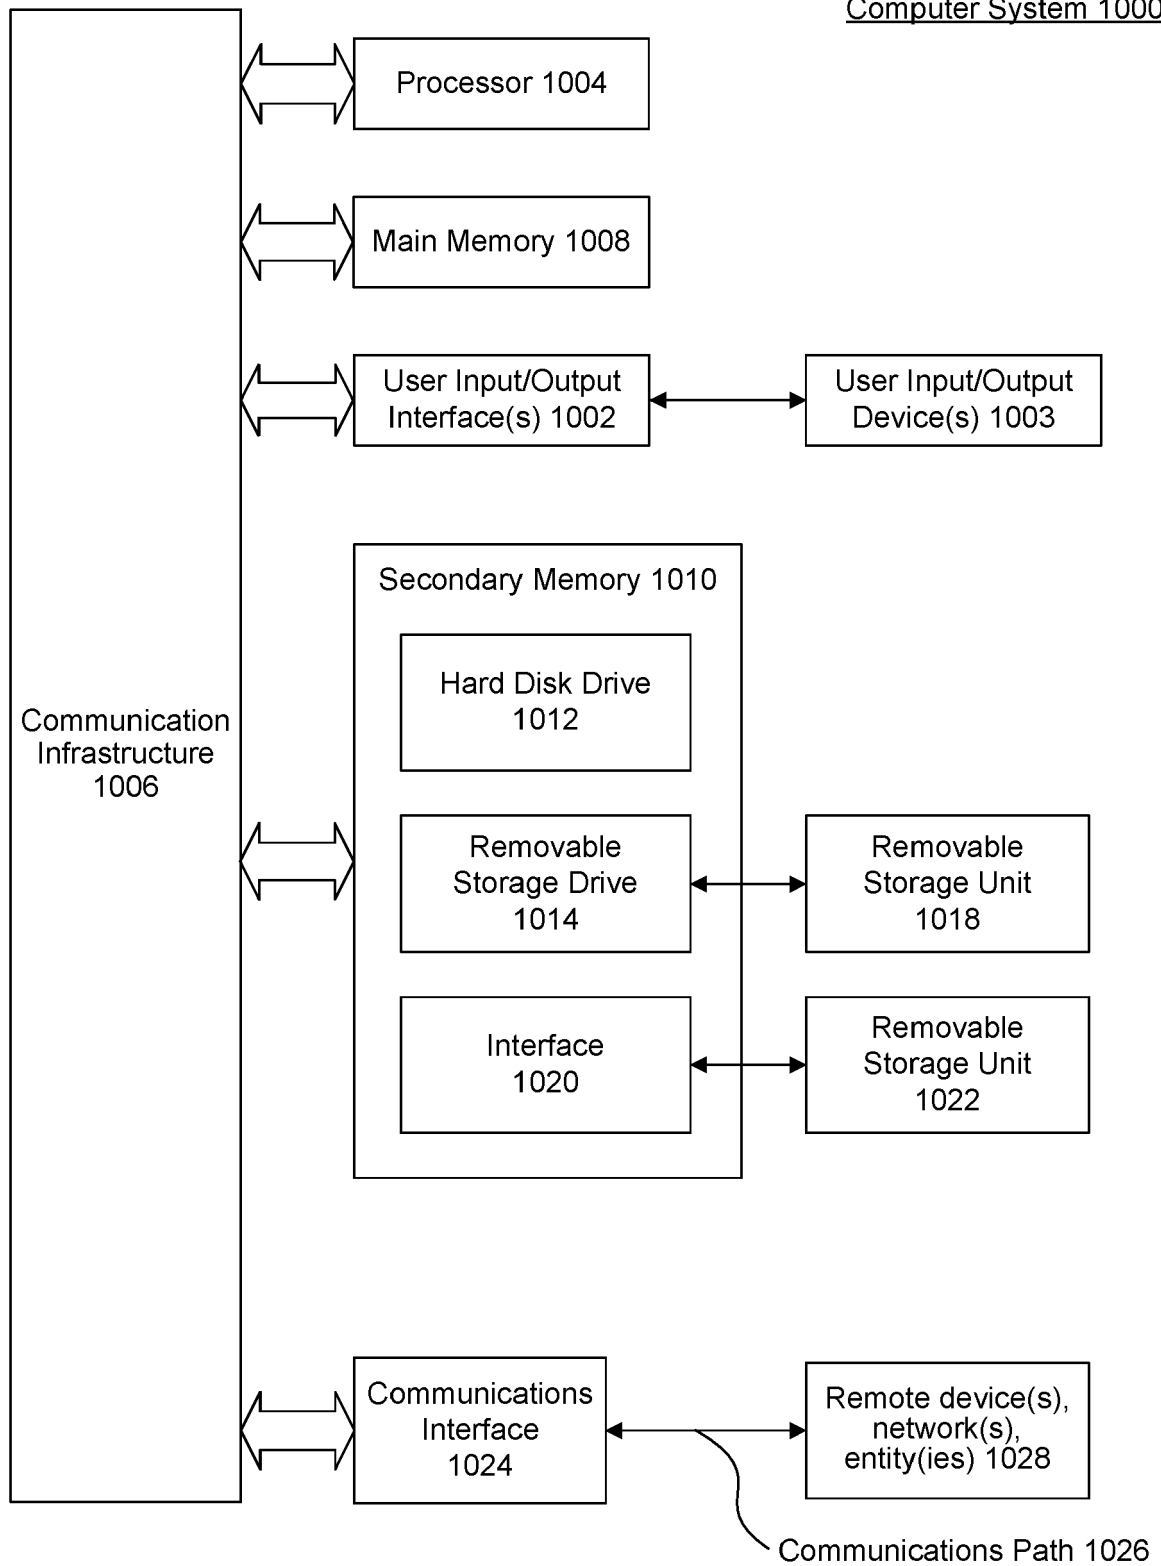 Computer System 1000
Processor 1004
Main Memory 1008
User Input/Output
Interface(s) 1002
User Input/Output
Device(s) 1003
Secondary Memory 1010
Hard Disk Drive
1012
Communication
Infrastructure
1006
Removable
Storage Drive
1014
Removable
Storage Unit
1018
Interface
1020
Removable
Storage Unit
1022
Communications
Interface
1024
Remote device(s),
network(s),
entity(ies) 1028
Communications Path 1026